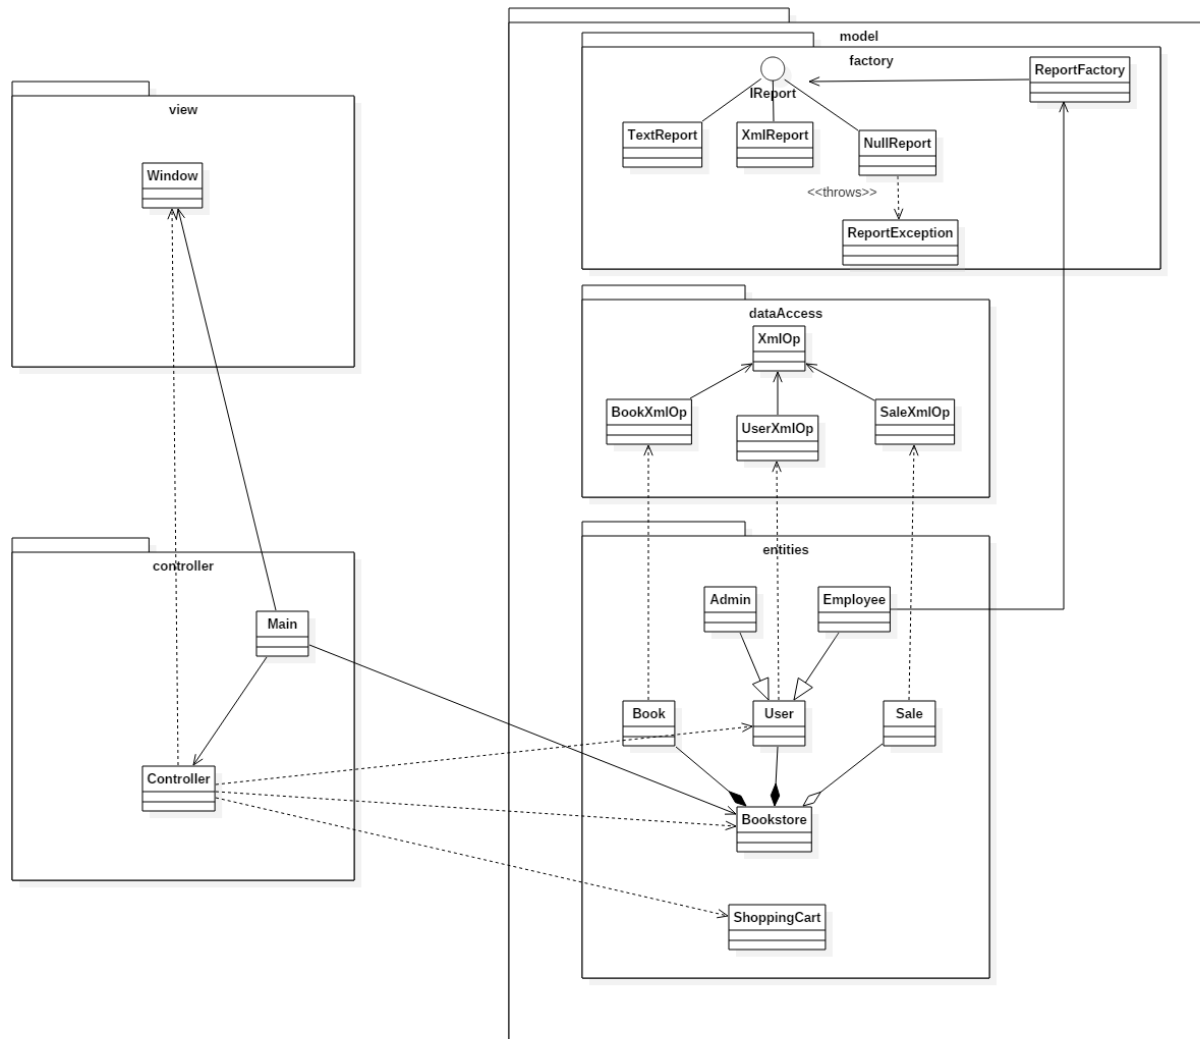 model
factory
ReportFactory
IReport
TextReport
XmlReport
NullReport
<<throws>>
ReportException
view
Window
dataAccess
XmlOp
BookXmlOp
UserXmlOp
SaleXmlOp
controller
Main
Controller
entities
Admin
Employee
Book
User
Sale
Bookstore
ShoppingCart